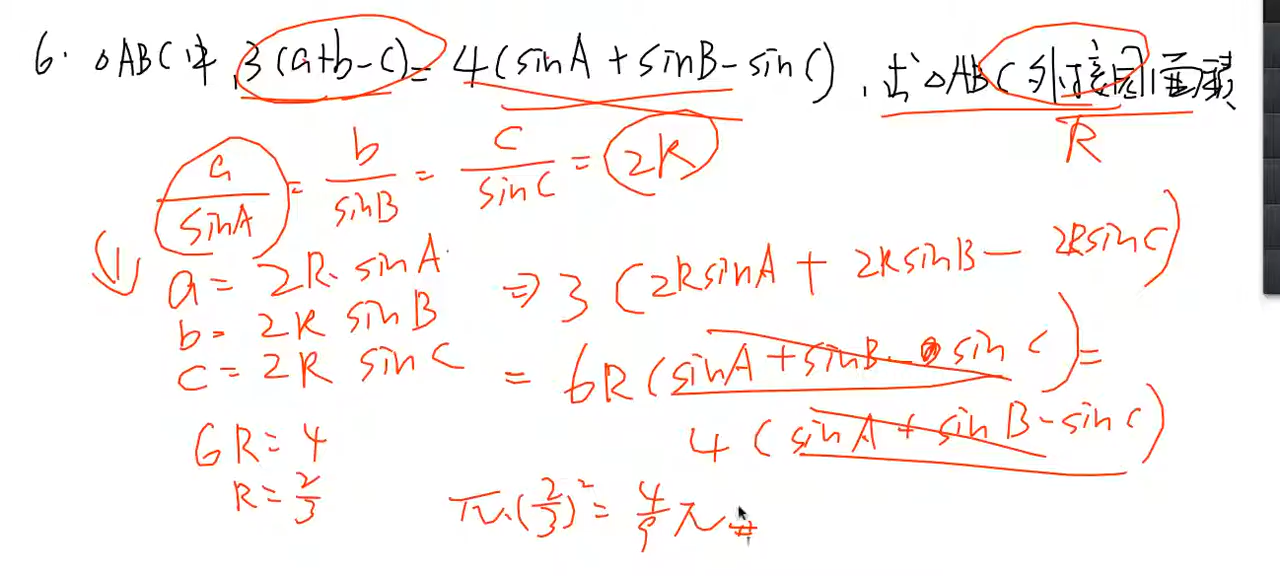 6. △ABC中, 3(a+b-c)=4(sinA+sinB-sinC), 求△ABC外接圓面積
R
a/sinA = b/sinB = c/sinC = 2R
a = 2R·sinA
b = 2R sinB
c = 2R sinC
⇒ 3(2RsinA + 2RsinB - 2RsinC)
= 6R(sinA + sinB - sinC) =
4(sinA + sinB - sinC)
6R = 4
R = 2/3
π·(2/3)² = 4/9 π #